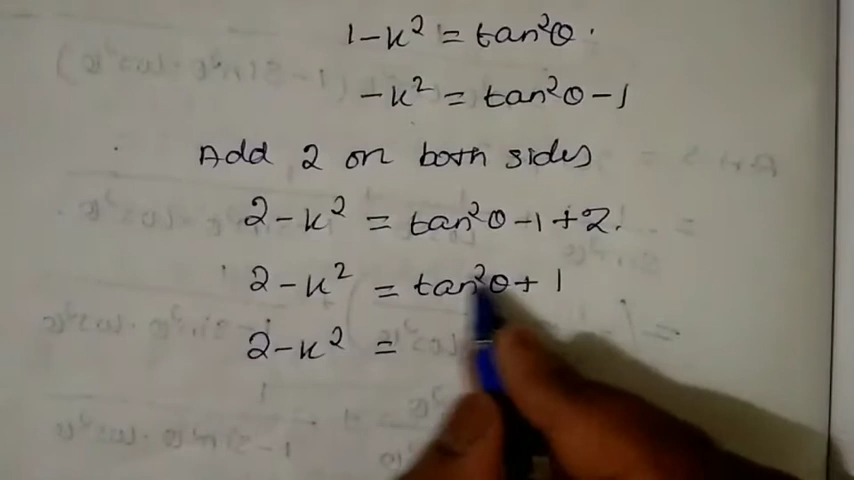 1-k² = tan²θ.
-k² = tan²θ-1
Add 2 on both sides
2-k² = tan²θ-1+2.
2-k² = tan²θ+1
2-k² =